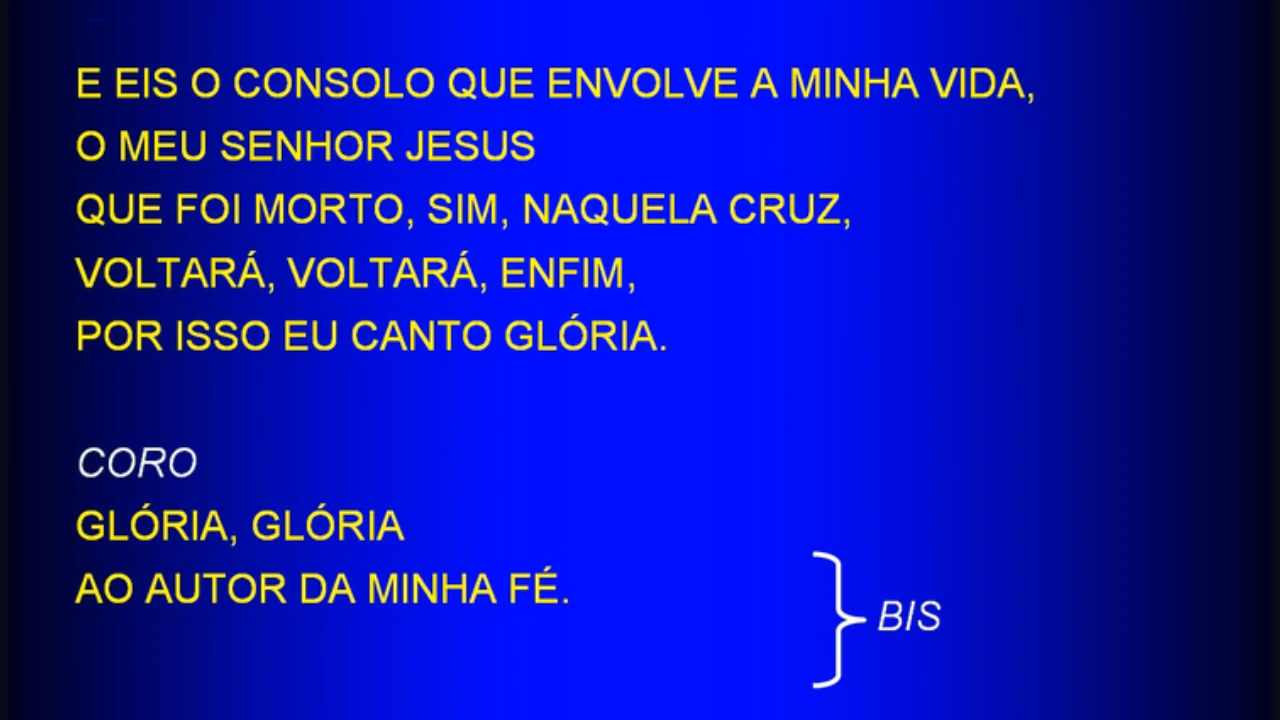 E EIS O CONSOLO QUE ENVOLVE A MINHA VIDA,
O MEU SENHOR JESUS
QUE FOI MORTO, SIM, NAQUELA CRUZ,
VOLTARÁ, VOLTARÁ, ENFIM,
POR ISSO EU CANTO GLÓRIA.
CORO
GLÓRIA, GLÓRIA
AO AUTOR DA MINHA FÉ.
BIS